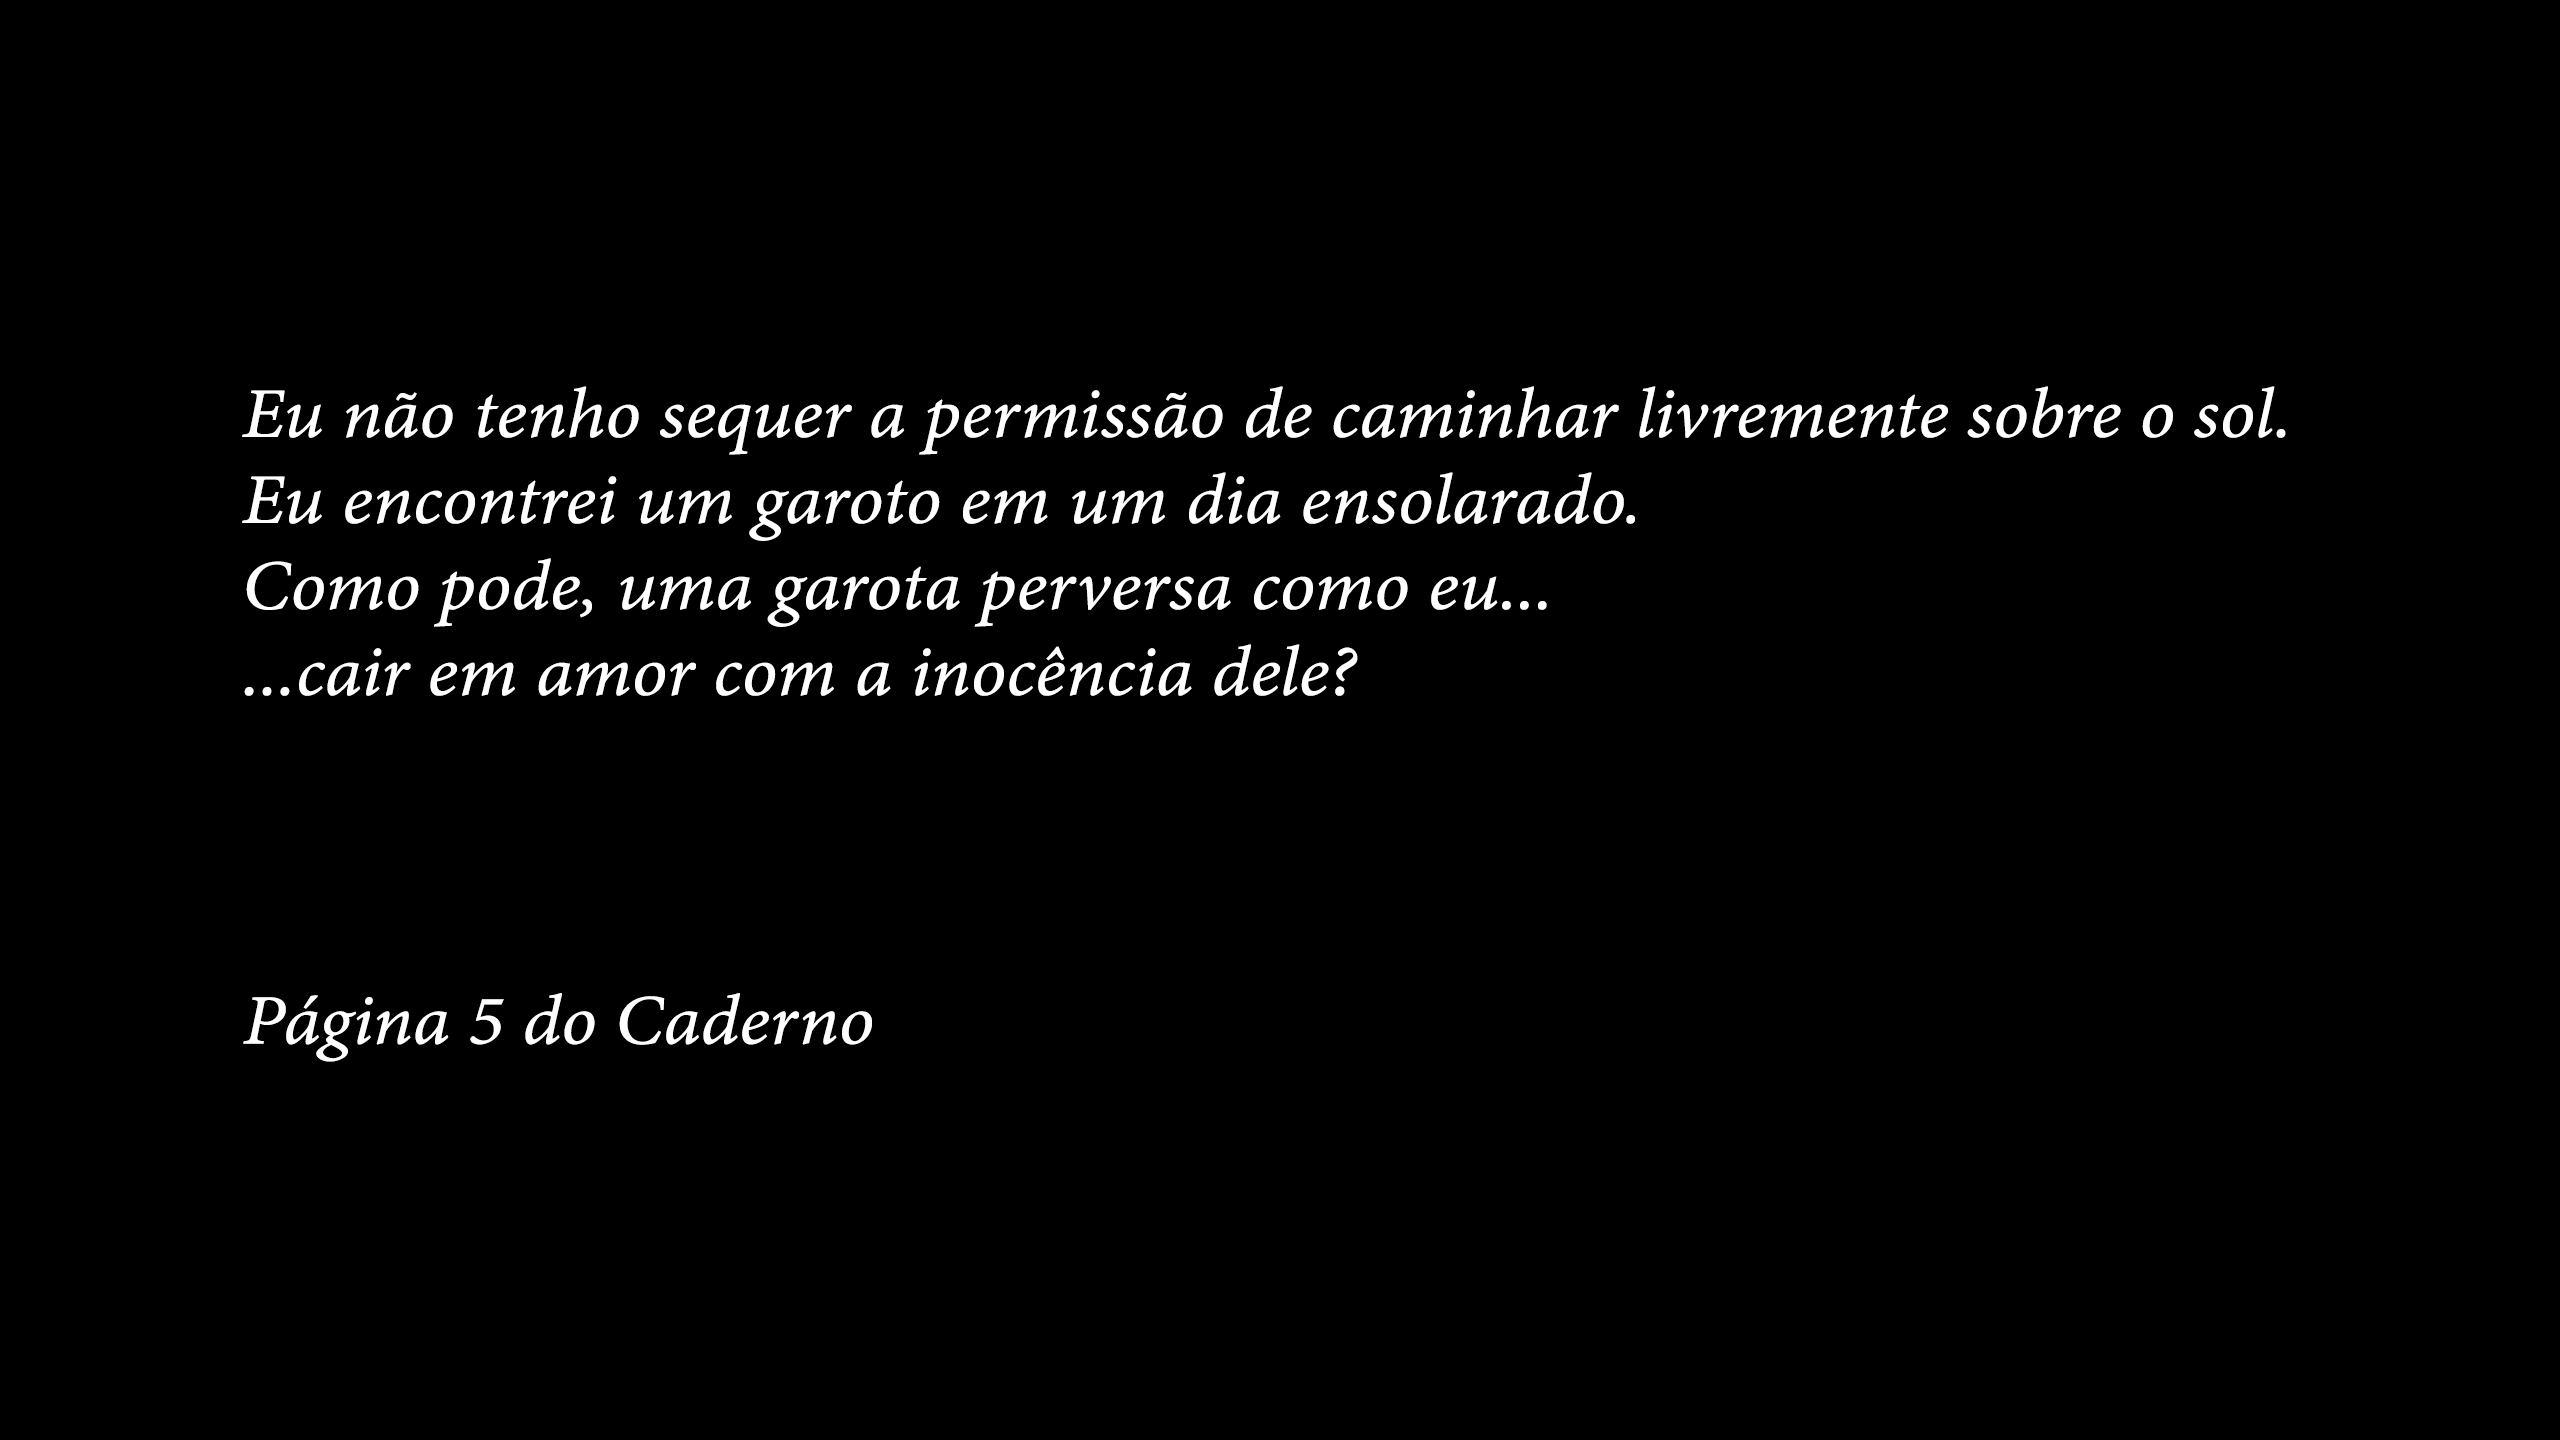 Eu não tenho sequer a permissão de caminhar livremente sobre o sol.
Eu encontrei um garoto em um dia ensolarado.
Como pode, uma garota perversa como eu...
...cair em amor com a inocência dele?
Página 5 do Caderno